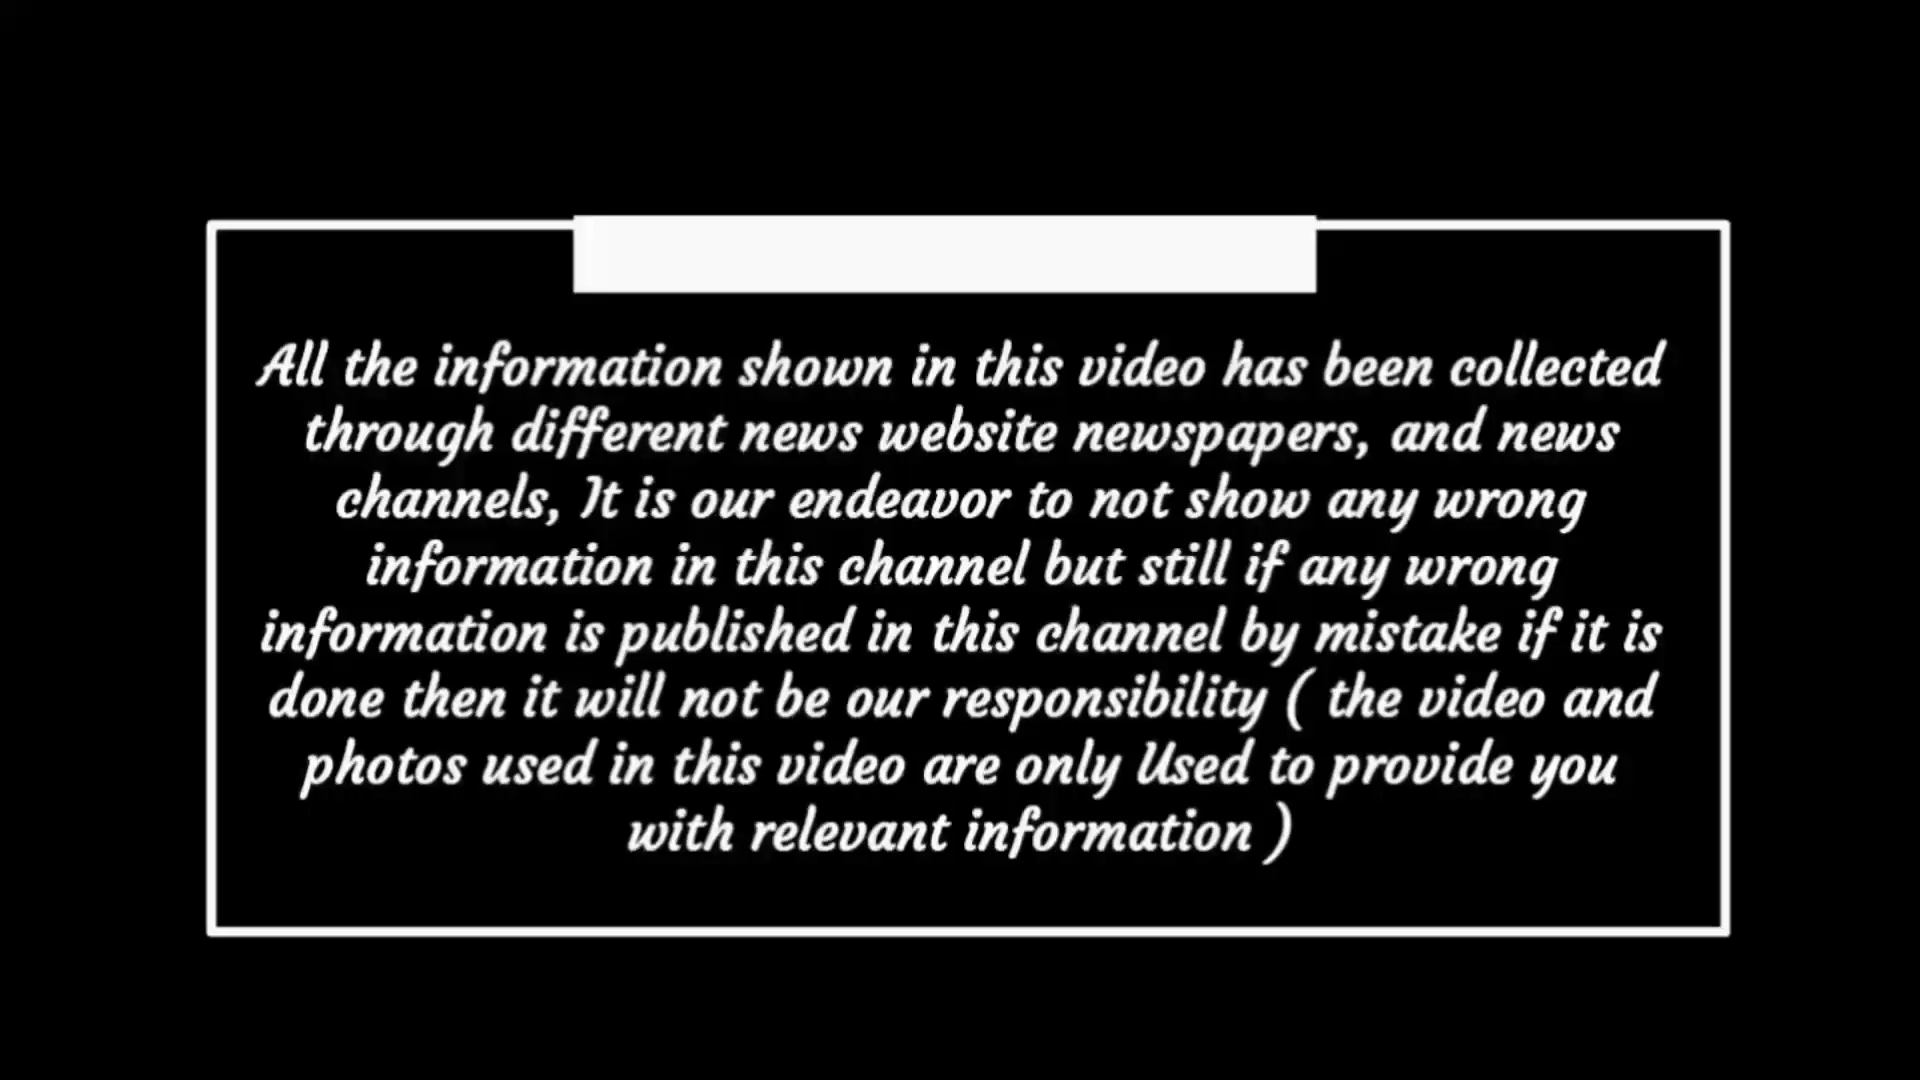 All the information shown in this video has been collected
through different news website newspapers, and news
channels, It is our endeavor to not show any wrong
information in this channel but still if any wrong
information is published in this channel by mistake if it is
done then it will not be our responsibility ( the video and
photos used in this video are only Used to provide you
with relevant information )